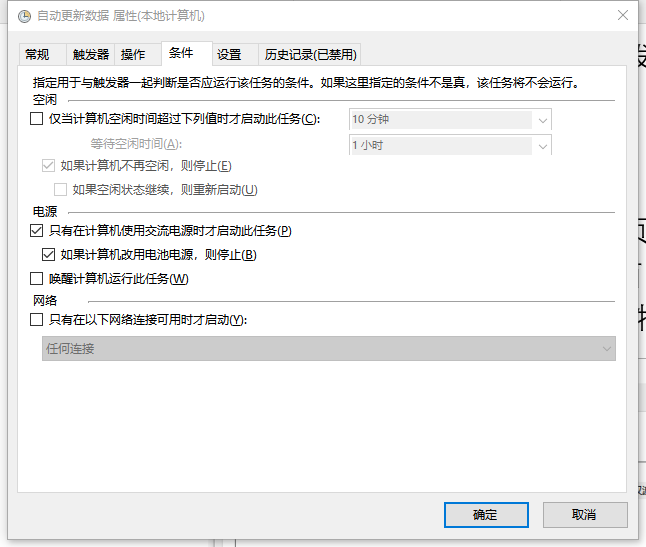 自动更新数据 属性(本地计算机)
常规 触发器 操作 条件 设置 历史记录(已禁用)
指定用于与触发器一起判断是否应运行该任务的条件。如果这里指定的条件不是真，该任务将不会运行。
空闲
仅当计算机空闲时间超过下列值时才启动此任务(C): 10 分钟
等待空闲时间(A): 1 小时
如果计算机不再空闲，则停止(E)
如果空闲状态继续，则重新启动(U)
电源
只有在计算机使用交流电源时才启动此任务(P)
如果计算机改用电池电源，则停止(B)
唤醒计算机运行此任务(W)
网络
只有在以下网络连接可用时才启动(Y):
任何连接
确定 取消